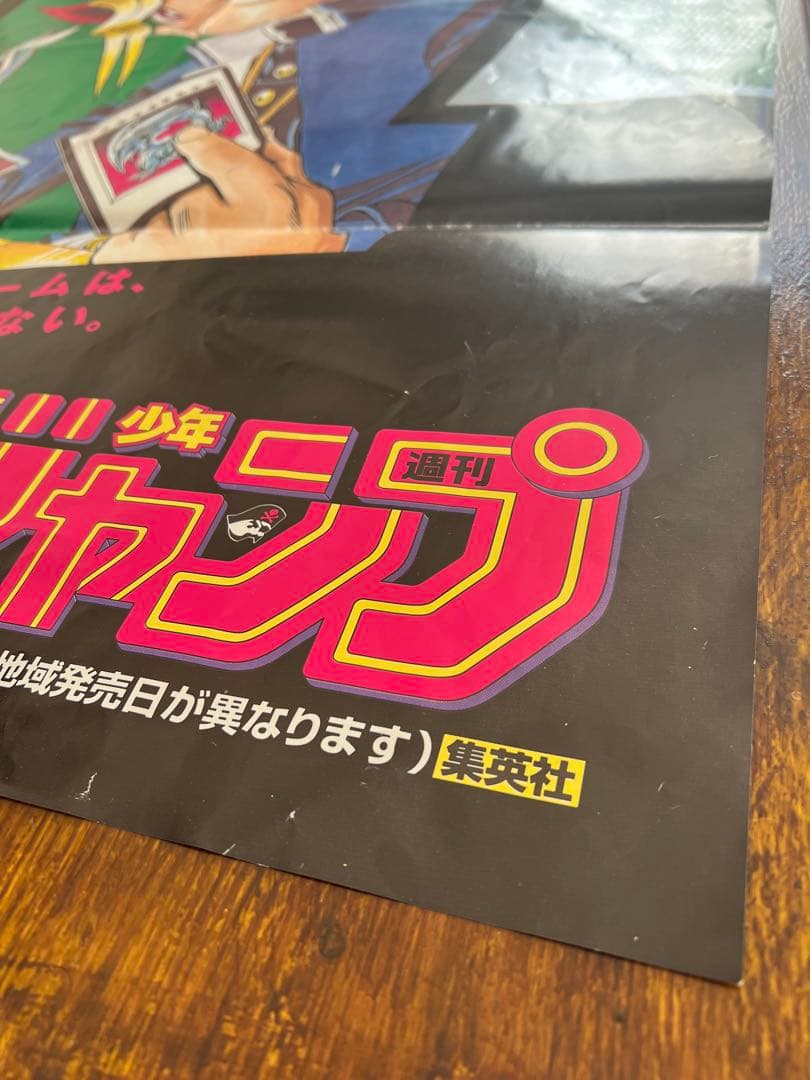 ームは、
ない。
少年
ジャンプ
週刊
地域発売日が異なります)
集英社